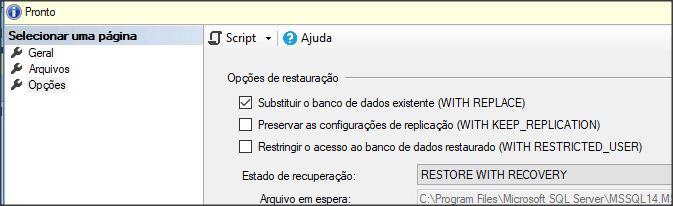 Pronto
Selecionar uma página
Geral
Arquivos
Opções
Script
Ajuda
Opções de restauração
Substituir o banco de dados existente (WITH REPLACE)
Preservar as configurações de replicação (WITH KEEP_REPLICATION)
Restringir o acesso ao banco de dados restaurado (WITH RESTRICTED_USER)
Estado de recuperação:
RESTORE WITH RECOVERY
Arquivo em espera:
C:\Program Files\Microsoft SQL Server\MSSQL14.MS